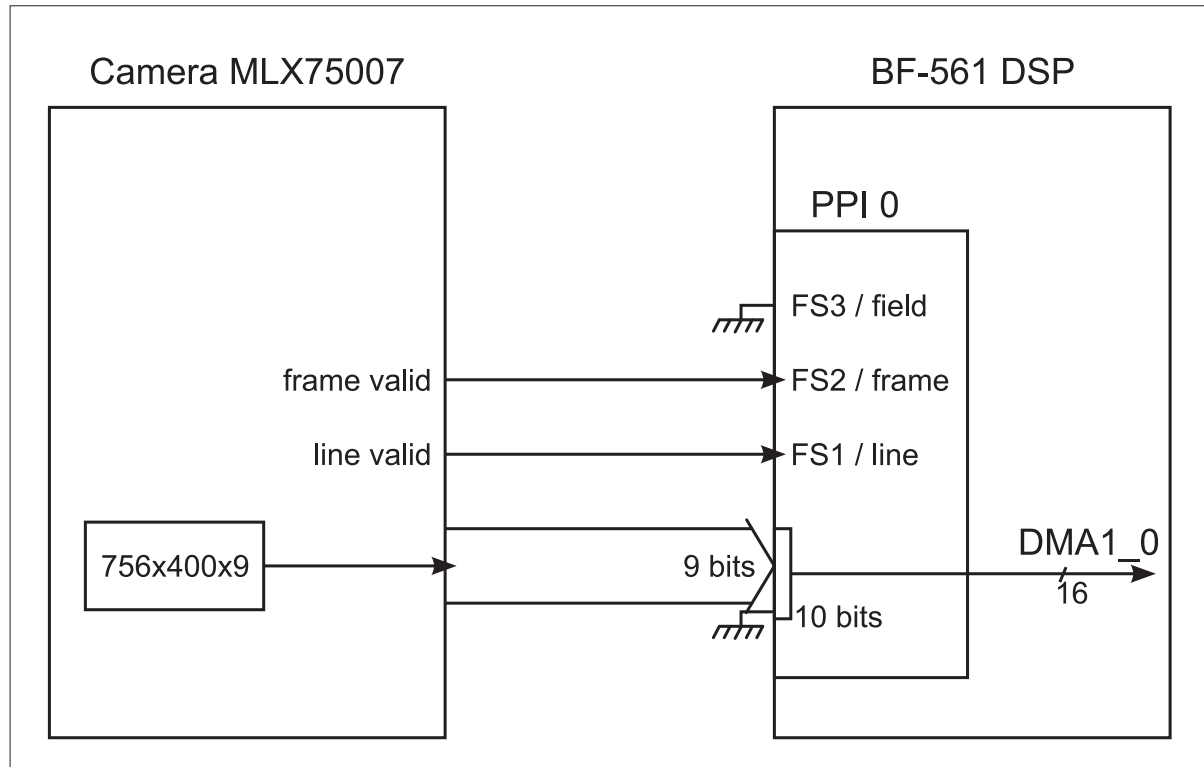 Camera MLX75007
BF-561 DSP
PPI 0
FS3 / field
frame valid
FS2 / frame
line valid
FS1 / line
756x400x9
9 bits
10 bits
DMA1_0
16